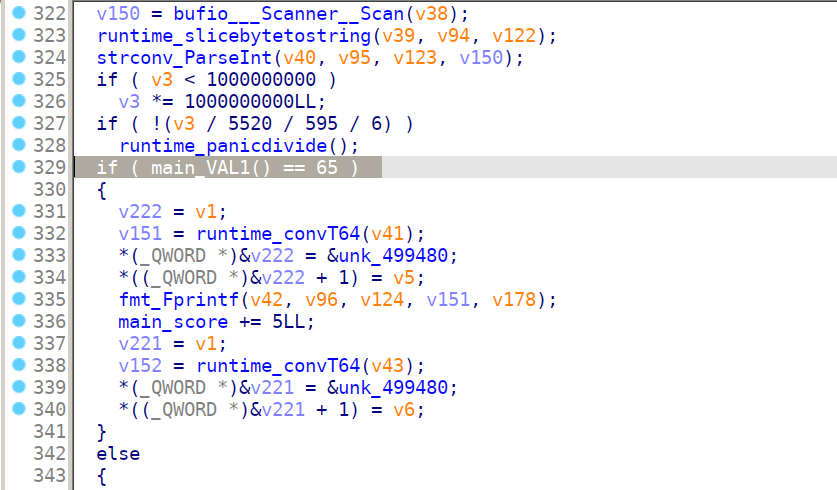 322 v150 = bufio___Scanner__Scan(v38);
323 runtime_slicebytetostring(v39, v94, v122);
324 strconv_ParseInt(v40, v95, v123, v150);
325 if ( v3 < 1000000000 )
326 v3 *= 1000000000LL;
327 if ( !(v3 / 5520 / 595 / 6) )
328 runtime_panicdivide();
329 if ( main_VAL1() == 65 )
330 {
331 v222 = v1;
332 v151 = runtime_convT64(v41);
333 *(_QWORD *)&v222 = &unk_499480;
334 *((_QWORD *)&v222 + 1) = v5;
335 fmt_Fprintf(v42, v96, v124, v151, v178);
336 main_score += 5LL;
337 v221 = v1;
338 v152 = runtime_convT64(v43);
339 *(_QWORD *)&v221 = &unk_499480;
340 *((_QWORD *)&v221 + 1) = v6;
341 }
342 else
343 {